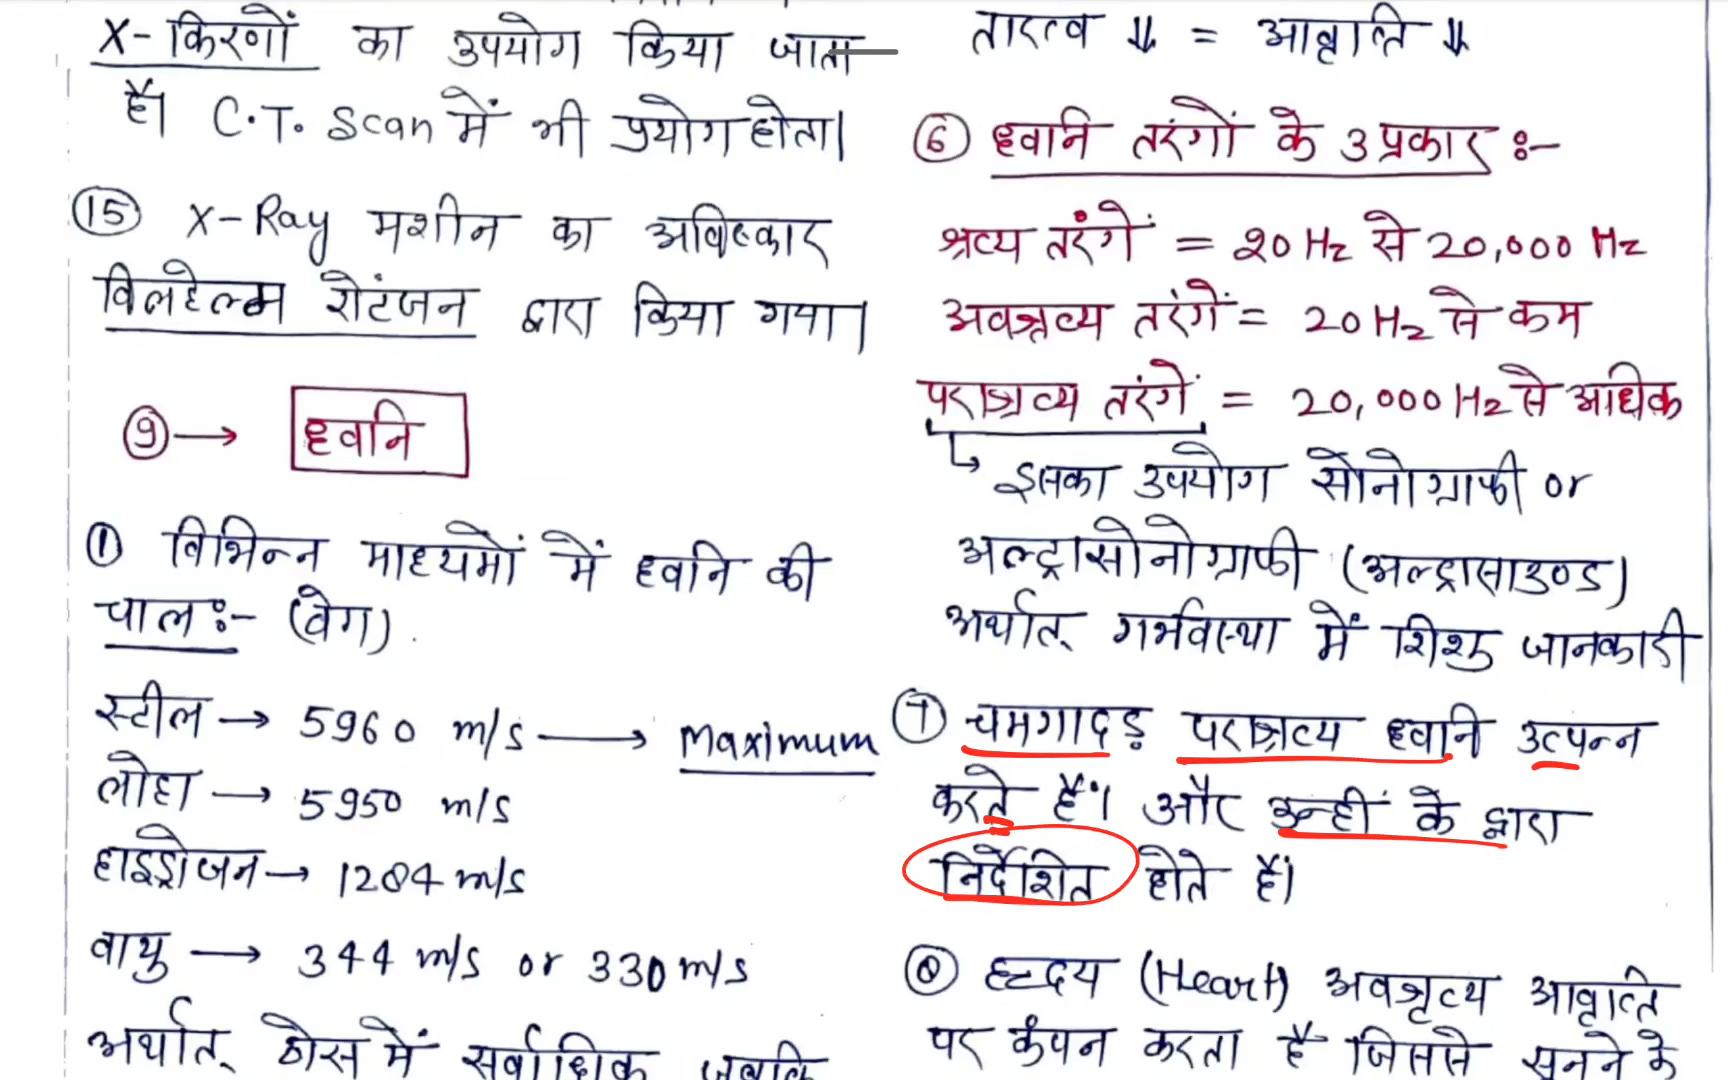 X-किरणों का उपयोग किया जाता
है। C.T. Scan में भी प्रयोग होता।
(15) X-Ray मशीन का अविष्कार
विलहेल्म रोटंजन द्वारा किया गया।
(9) → ध्वनि
(1) विभिन्न माध्यमों में ध्वनि की
चाल:- (वेग).
स्टील → 5960 m/s → Maximum
लोहा → 5950 m/s
हाइड्रोजन → 1284 m/s
वायु → 344 m/s or 330 m/s
अर्थात् ठोस में सर्वाधिक जबकि
तारत्व ⇓ = आवृत्ति ⇓
(6) ध्वनि तरंगों के 3 प्रकार :-
श्रव्य तरंगें = 20 Hz से 20,000 Hz
अवश्रव्य तरंगें = 20 Hz से कम
पराश्रव्य तरंगें = 20,000 Hz से अधिक
↳ इसका उपयोग सोनोग्राफी or
अल्ट्रासोनोग्राफी (अल्ट्रासाउण्ड)
अर्थात् गर्भवस्था में शिशु जानकारी
(7) चमगादड़ पराश्रव्य ध्वनि उत्पन्न
करते हैं। और उन्हीं के द्वारा
निर्देशित होते हैं।
(8) हृदय (Heart) अवश्रव्य आवृत्ति
पर कंपन करता है जिससे सुनने के